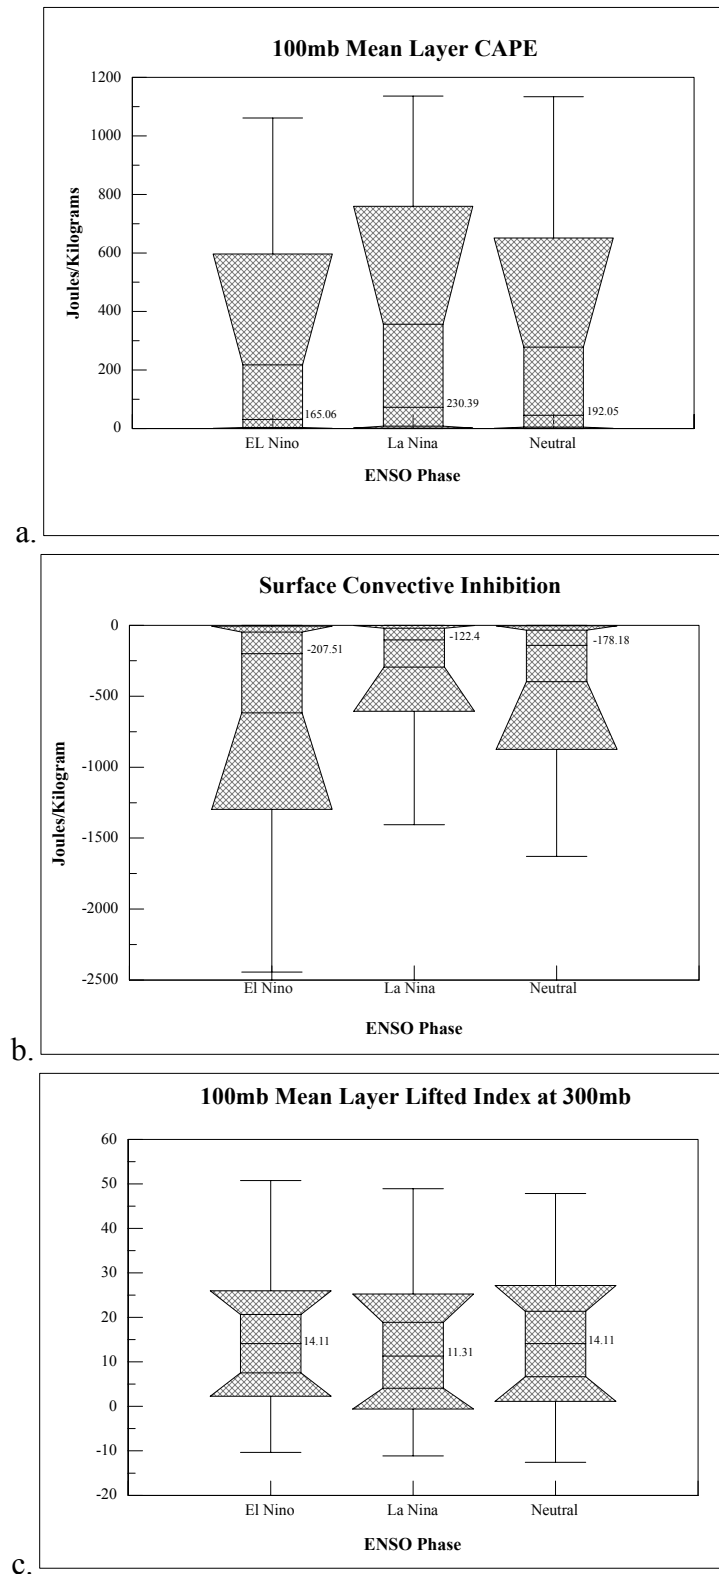 100mb Mean Layer CAPE
1200
1000
800
600
400
200
0
Joules/Kilograms
165.06
230.39
192.05
EL Nino La Nina Neutral
ENSO Phase
a.
Surface Convective Inhibition
0
-500
-1000
-1500
-2000
-2500
Joules/Kilogram
-207.51
-122.4
-178.18
El Nino La Nina Neutral
ENSO Phase
b.
100mb Mean Layer Lifted Index at 300mb
60
50
40
30
20
10
0
-10
-20
14.11
11.31
14.11
El Nino La Nina Neutral
ENSO Phase
c.